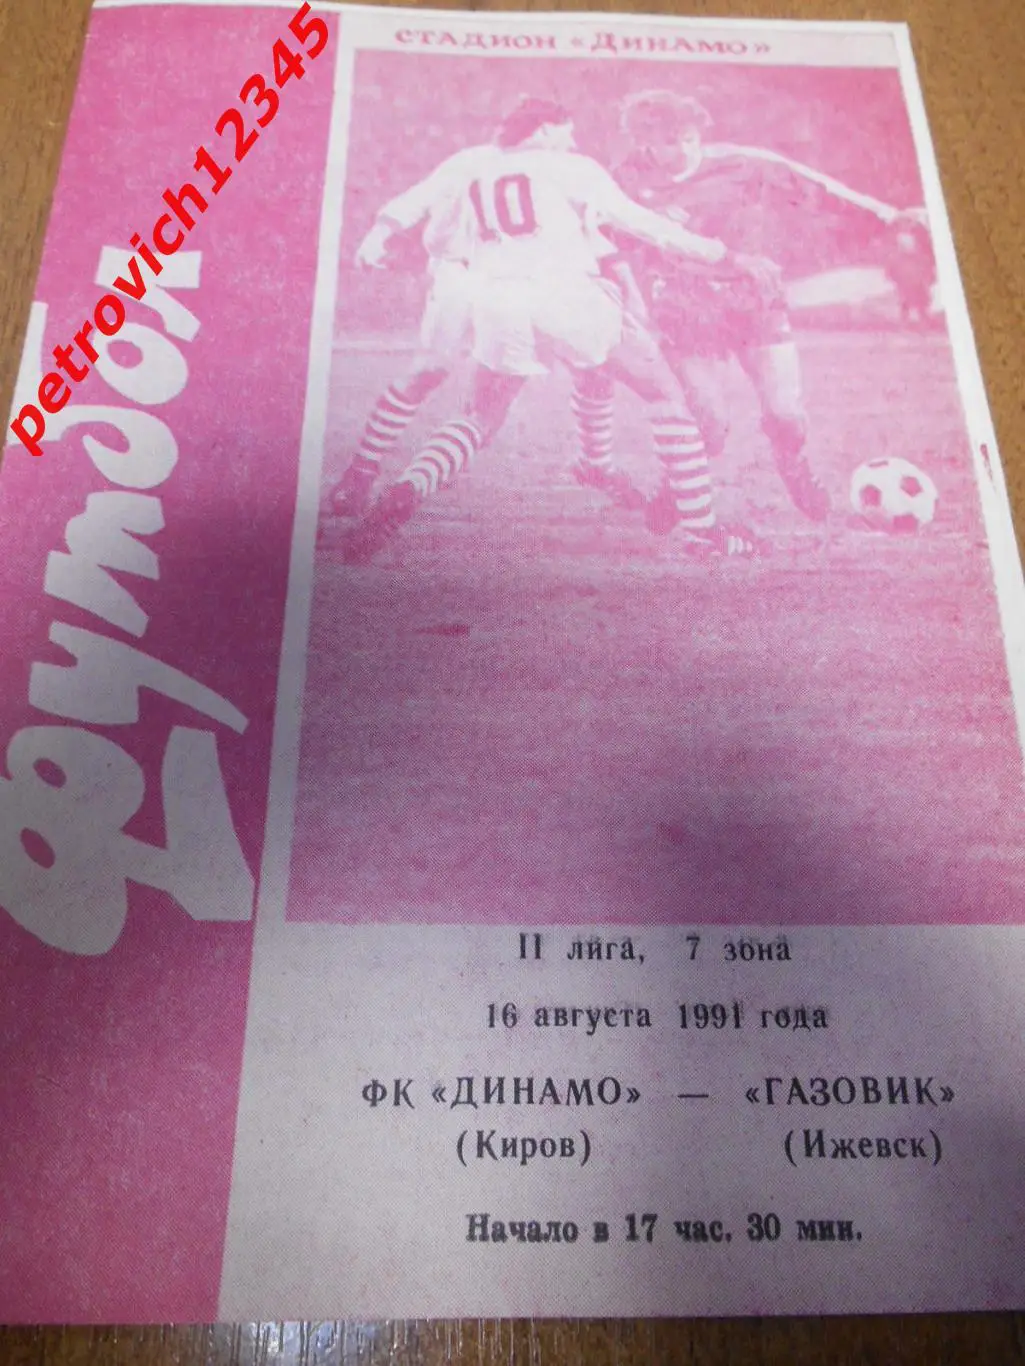 СТАДИОН «ДИНАМО»
футбол
petrovich12345
10
II лига, 7 зона
16 августа 1991 года
ФК «ДИНАМО» — «ГАЗОВИК»
(Киров) (Ижевск)
Начало в 17 час. 30 мин.